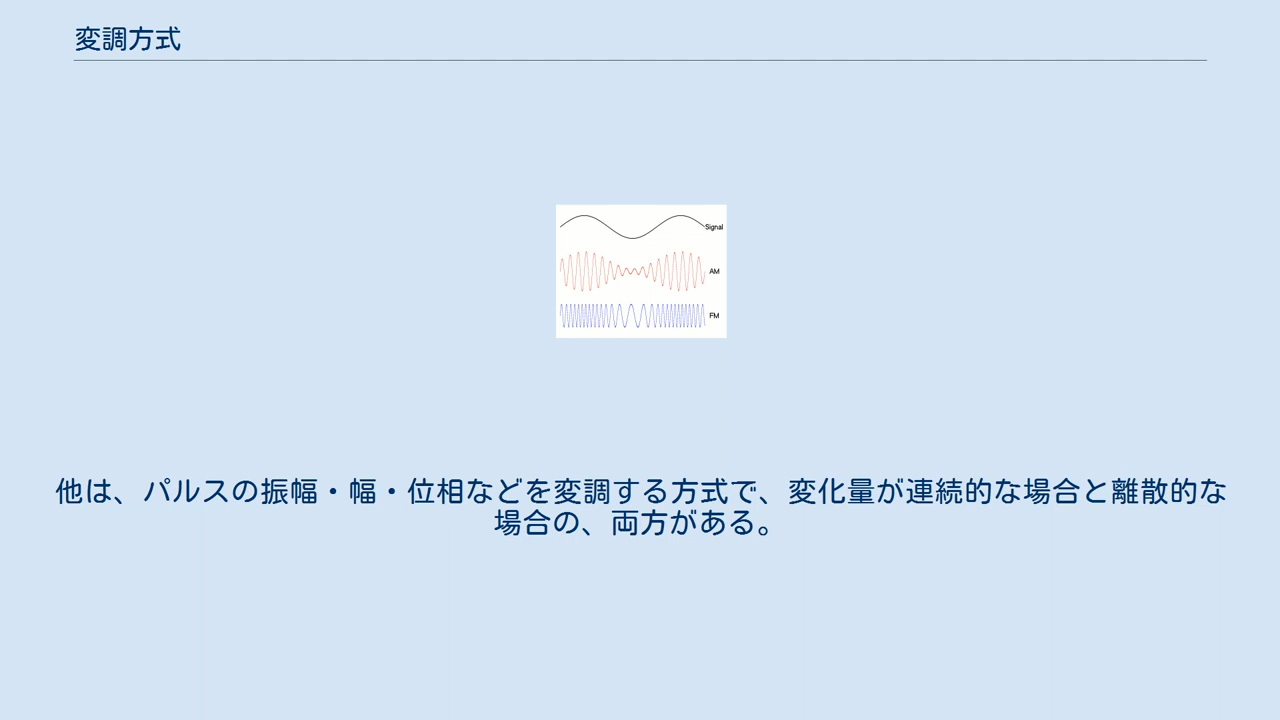 変調方式
Signal
AM
FM
他は、パルスの振幅・幅・位相などを変調する方式で、変化量が連続的な場合と離散的な
場合の、両方がある。